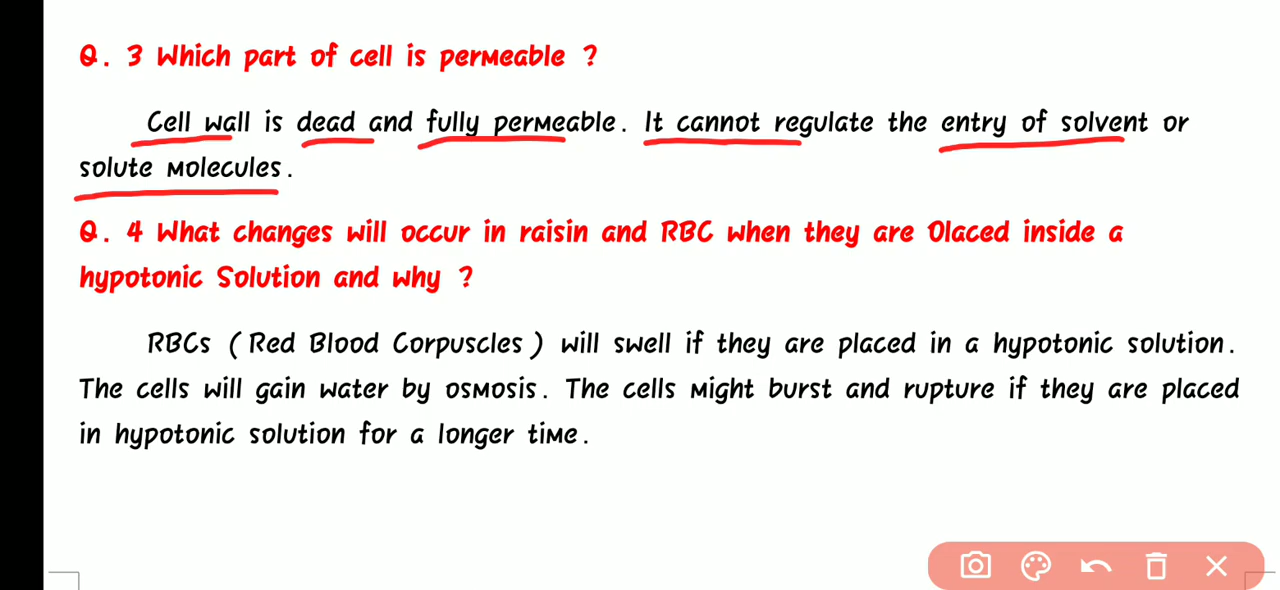 Q. 3 Which part of cell is permeable ?
Cell wall is dead and fully permeable. It cannot regulate the entry of solvent or
solute molecules.
Q. 4 What changes will occur in raisin and RBC when they are Olaced inside a
hypotonic Solution and why ?
RBCs ( Red Blood Corpuscles ) will swell if they are placed in a hypotonic solution.
The cells will gain water by osmosis. The cells might burst and rupture if they are placed
in hypotonic solution for a longer time.